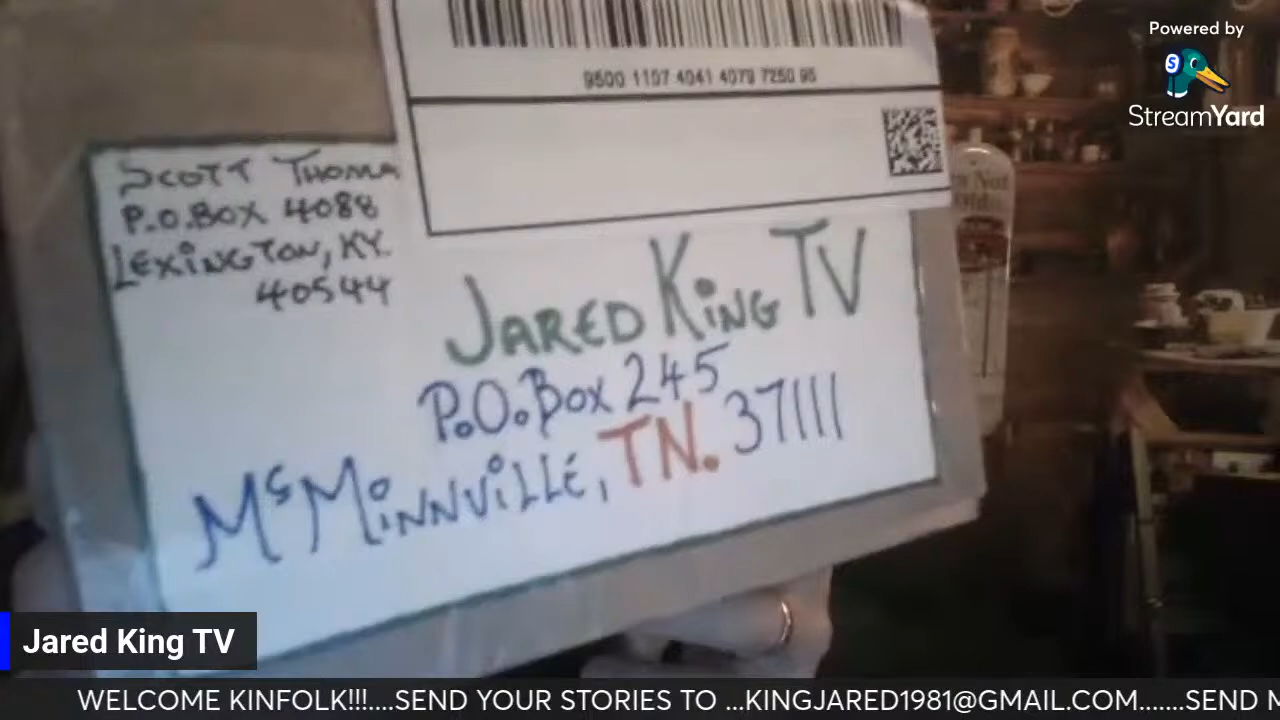 Powered by
StreamYard
9500 1107 4041 4079 7250 95
SCOTT THOMA
P.O.BOX 4088
LEXINGTON, KY.
40544
JARED KING TV
P.O. Box 245
McMINNVILLE, TN. 37111
Jared King TV
WELCOME KINFOLK!!!....SEND YOUR STORIES TO ...KINGJARED1981@GMAIL.COM.......SEND